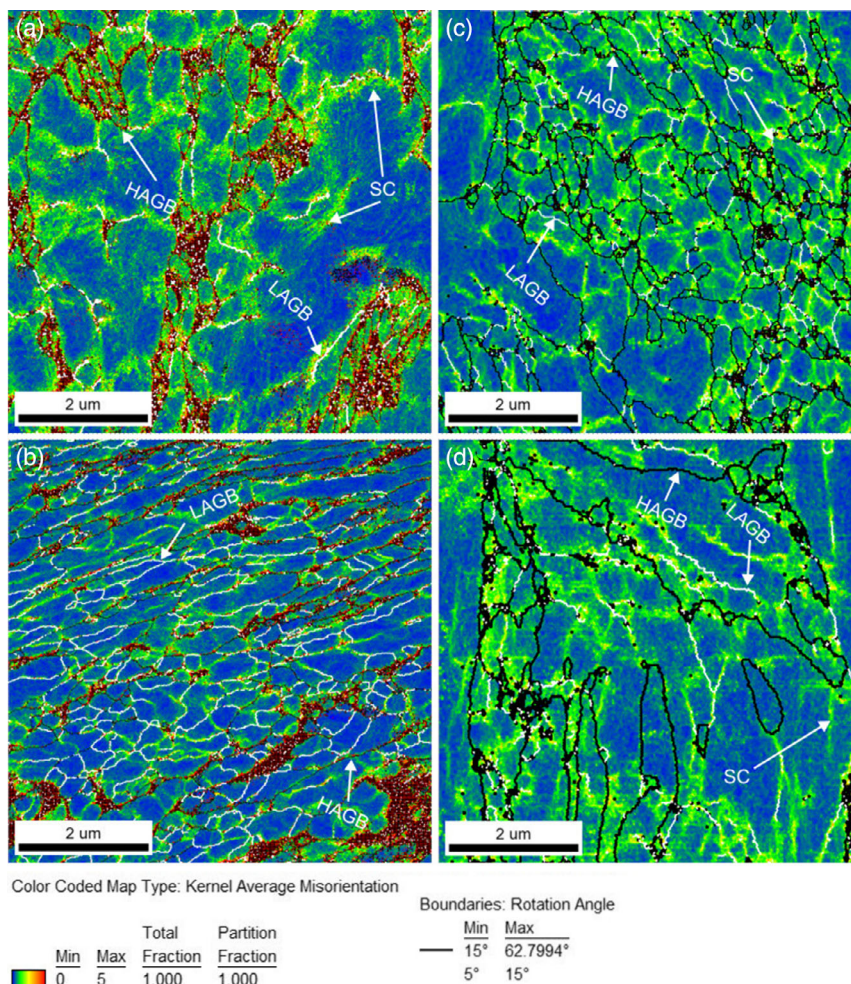 (a)
HAGB
SC
LAGB
2 um
(c)
HAGB
SC
LAGB
2 um
(b)
LAGB
HAGB
2 um
(d)
HAGB
LAGB
SC
2 um
Color Coded Map Type: Kernel Average Misorientation
Total Partition
Min Max Fraction Fraction
0 5 1.000 1.000
Boundaries: Rotation Angle
Min Max
15° 62.7994°
5° 15°